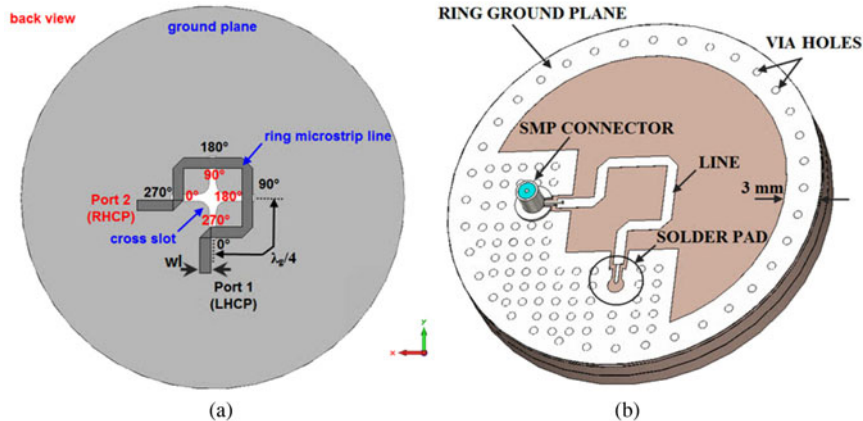 back view
ground plane
ring microstrip line
180°
90°
Port 2
(RHCP)
270°
0°
180°
90°
cross slot
270°
0°
λg/4
wl
Port 1
(LHCP)
y
x
(a)
RING GROUND PLANE
VIA HOLES
SMP CONNECTOR
LINE
3 mm
SOLDER PAD
(b)